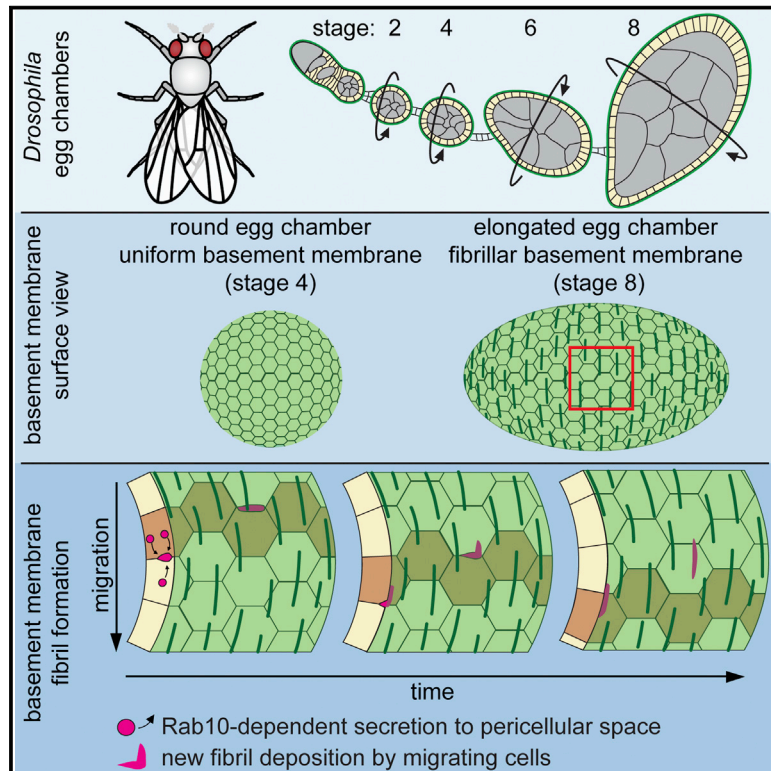 Drosophila
egg chambers
stage: 2 4 6 8
basement membrane
surface view
round egg chamber
uniform basement membrane
(stage 4)
elongated egg chamber
fibrillar basement membrane
(stage 8)
basement membrane
fibril formation
migration
time
Rab10-dependent secretion to pericellular space
new fibril deposition by migrating cells